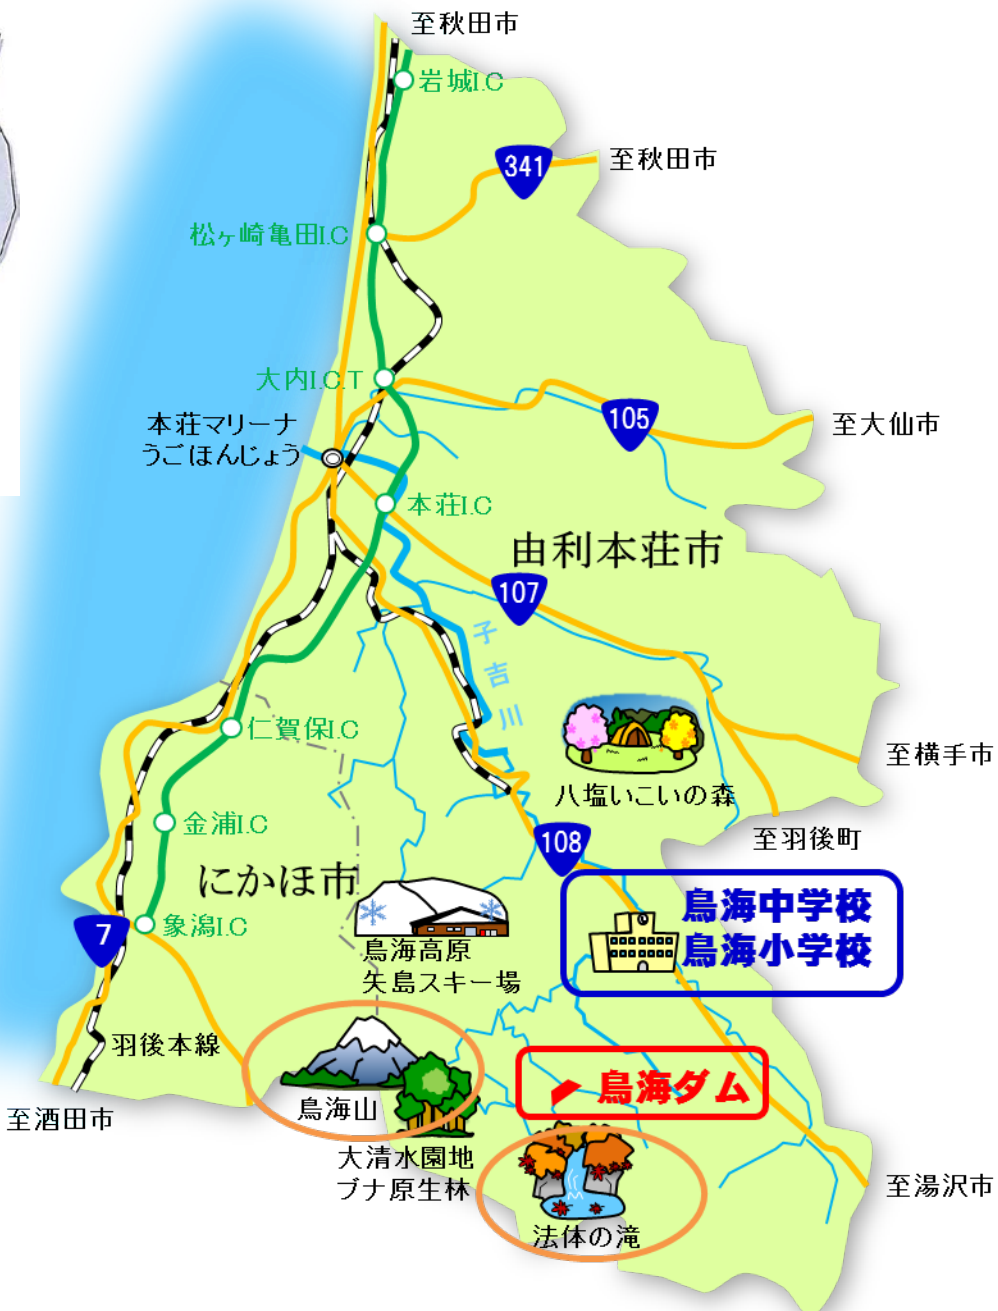 至秋田市
岩城I.C
341
至秋田市
松ヶ崎亀田I.C
大内I.C.T
105
至大仙市
本荘マリーナ
うごほんじょう
本荘I.C
由利本荘市
107
子吉川
仁賀保I.C
至横手市
八塩いこいの森
金浦I.C
至羽後町
108
にかほ市
鳥海中学校
鳥海小学校
7
象潟I.C
鳥海高原
矢島スキー場
羽後本線
鳥海ダム
鳥海山
至酒田市
大清水園地
ブナ原生林
至湯沢市
法体の滝